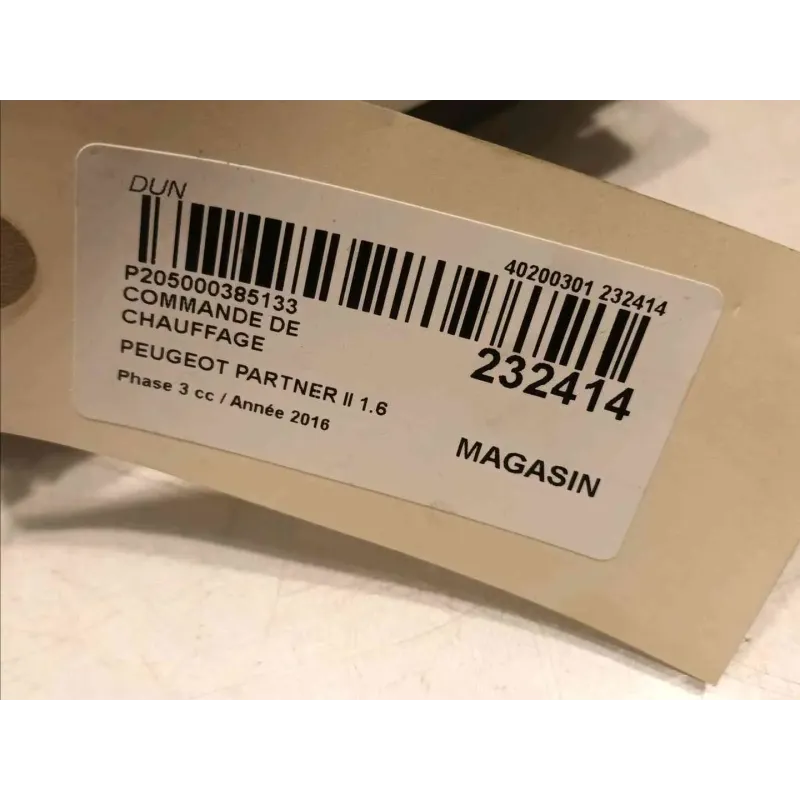 DUN
40200301 232414
P205000385133
COMMANDE DE
CHAUFFAGE
232414
PEUGEOT PARTNER II 1.6
Phase 3 cc / Année 2016
MAGASIN